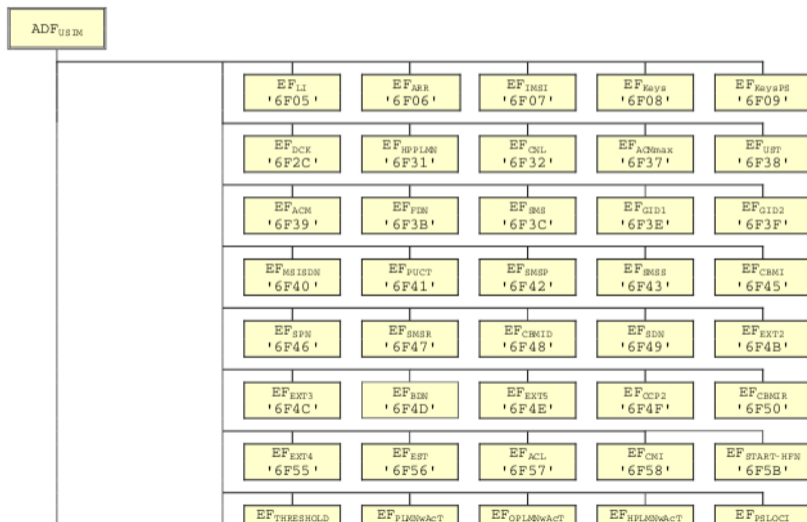 ADFUSIM
EFLI EFARR EFIMSI EFKeys EFKeysPS
'6F05' '6F06' '6F07' '6F08' '6F09'
EFDCK EFHPPLMN EFCNL EFACMmax EFUST
'6F2C' '6F31' '6F32' '6F37' '6F38'
EFACM EFFDN EFSMS EFGID1 EFGID2
'6F39' '6F3B' '6F3C' '6F3E' '6F3F'
EFMSISDN EFPUCT EFSMSP EFSMSS EFCBMI
'6F40' '6F41' '6F42' '6F43' '6F45'
EFSPN EFSMSR EFCBMID EFSDN EFEXT2
'6F46' '6F47' '6F48' '6F49' '6F4B'
EFEXT3 EFBDN EFEXT5 EFCCP2 EFCBMIR
'6F4C' '6F4D' '6F4E' '6F4F' '6F50'
EFEXT4 EFEST EFACL EFCMI EFSTART-HFN
'6F55' '6F56' '6F57' '6F58' '6F5B'
EFTHRESHOLD EFPLMNwAcT EFOPLMNwAcT EFHPLMNwAcT EFPSLOCI